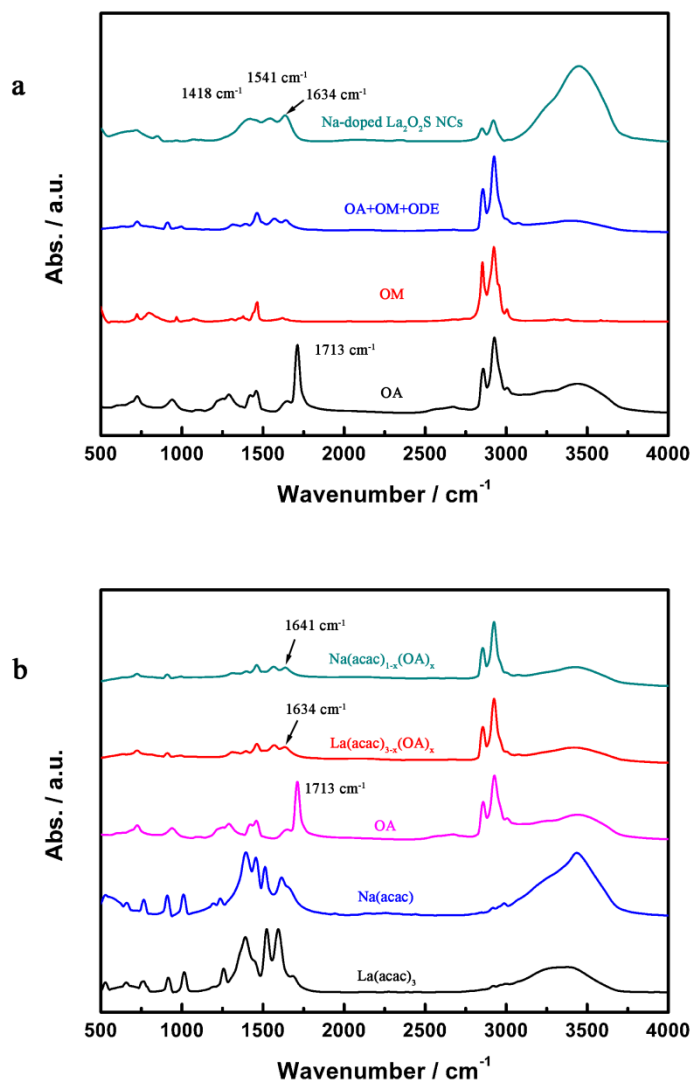 a
1418 cm⁻¹
1541 cm⁻¹
1634 cm⁻¹
Na-doped La₂O₂S NCs
OA+OM+ODE
OM
1713 cm⁻¹
OA
Abs. / a.u.
500 1000 1500 2000 2500 3000 3500 4000
Wavenumber / cm⁻¹
b
1641 cm⁻¹
Na(acac)₁₋ₓ(OA)ₓ
1634 cm⁻¹
La(acac)₃₋ₓ(OA)ₓ
1713 cm⁻¹
OA
Na(acac)
La(acac)₃
Abs. / a.u.
500 1000 1500 2000 2500 3000 3500 4000
Wavenumber / cm⁻¹